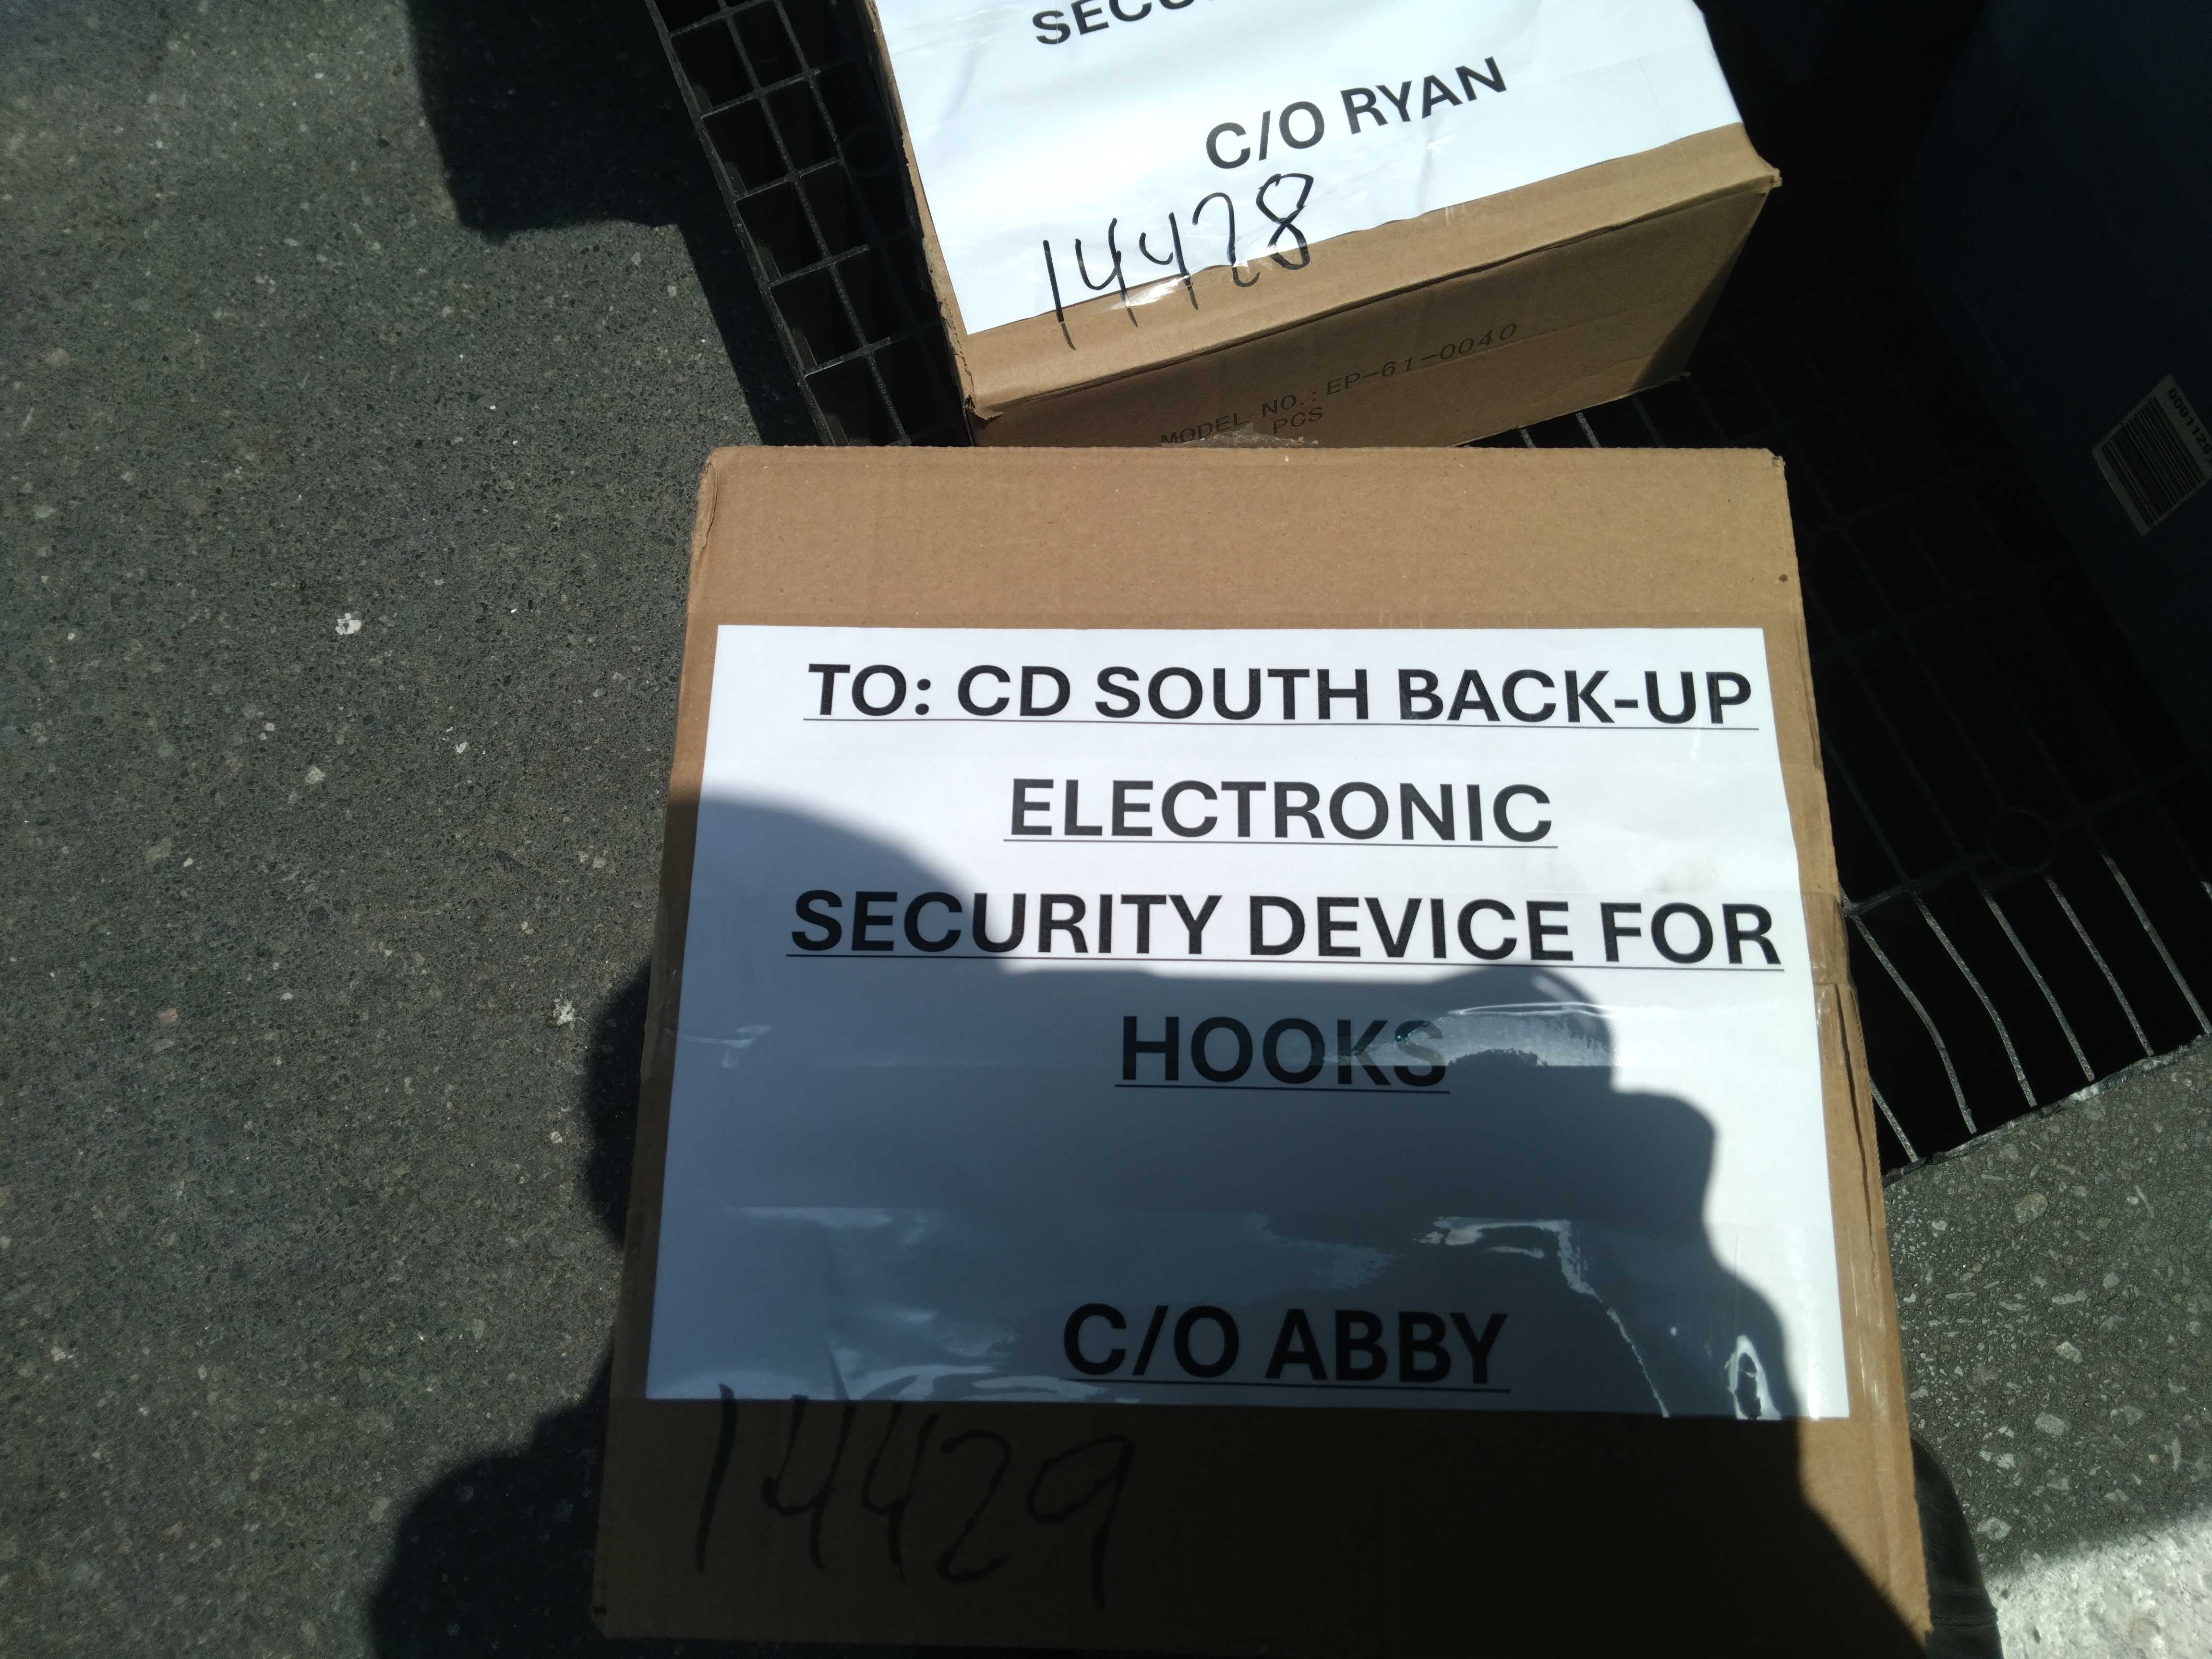 C/O RYAN
14428
MODEL NO.: EP-61-0040
PCS
TO: CD SOUTH BACK-UP
ELECTRONIC
SECURITY DEVICE FOR
HOOKS
C/O ABBY
14429